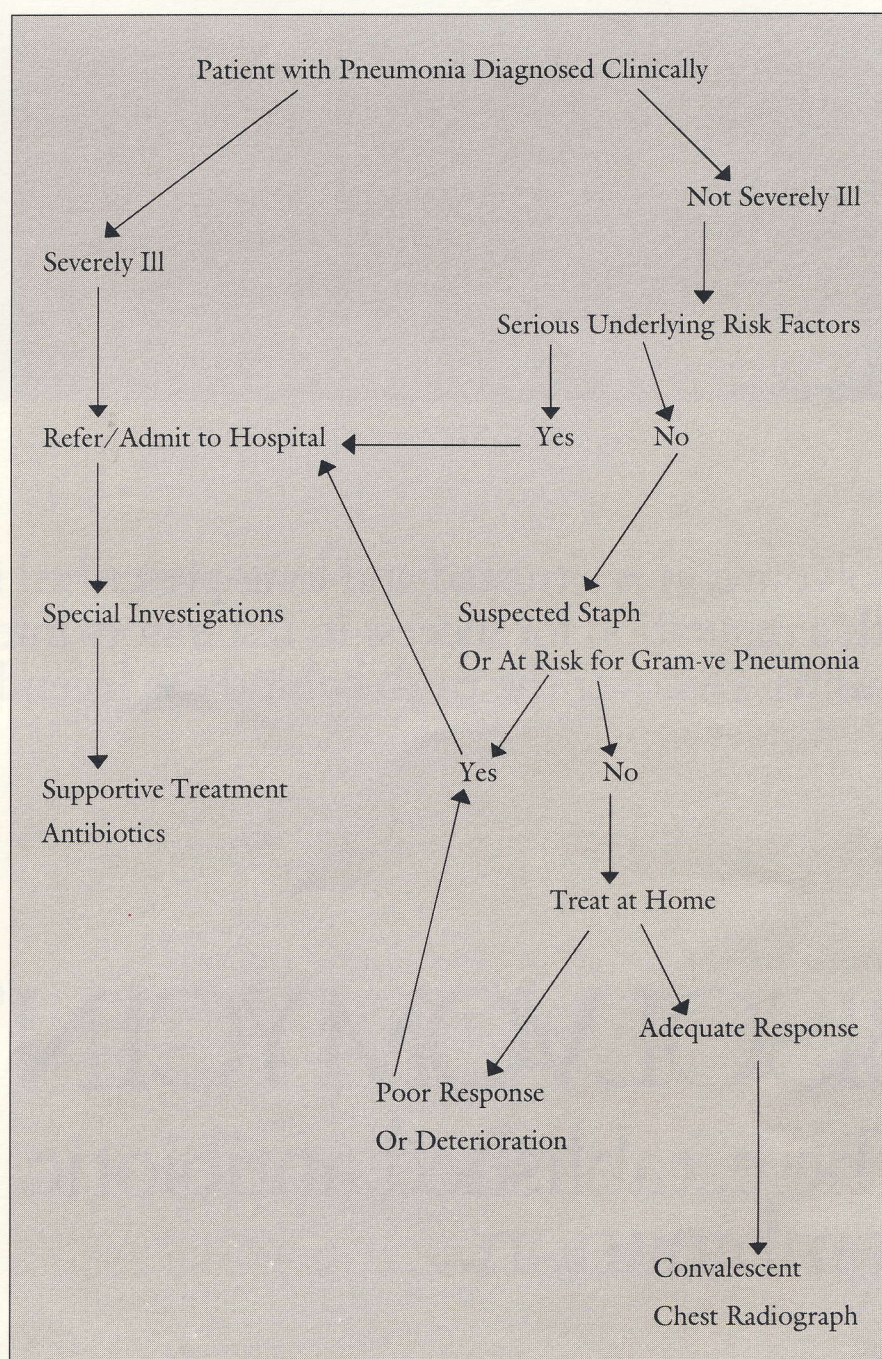 Patient with Pneumonia Diagnosed Clinically
Not Severely Ill
Severely Ill
Serious Underlying Risk Factors
Refer/Admit to Hospital
Yes
No
Special Investigations
Suspected Staph
Or At Risk for Gram-ve Pneumonia
Yes
No
Supportive Treatment
Antibiotics
Treat at Home
Adequate Response
Poor Response
Or Deterioration
Convalescent
Chest Radiograph